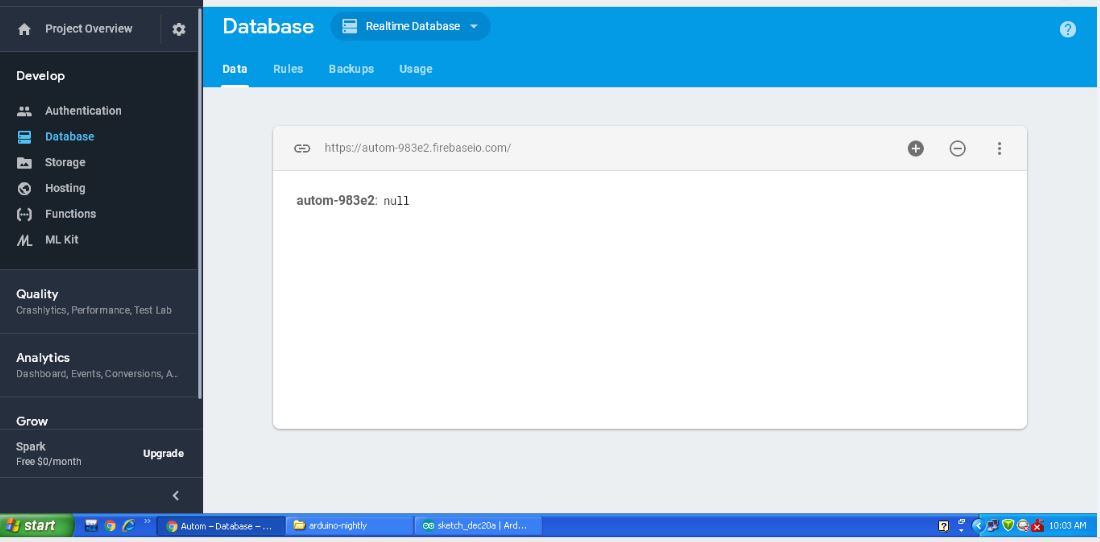 Project Overview
Database
Realtime Database
Develop
Data Rules Backups Usage
Authentication
Database
Storage
Hosting
Functions
ML Kit
https://autom-983e2.firebaseio.com/
autom-983e2: null
Quality
Crashlytics, Performance, Test Lab
Analytics
Dashboard, Events, Conversions, A...
Grow
Spark
Free $0/month
Upgrade
start
Autom – Database – ...
arduino-nightly
sketch_dec20a | Ard...
10:03 AM